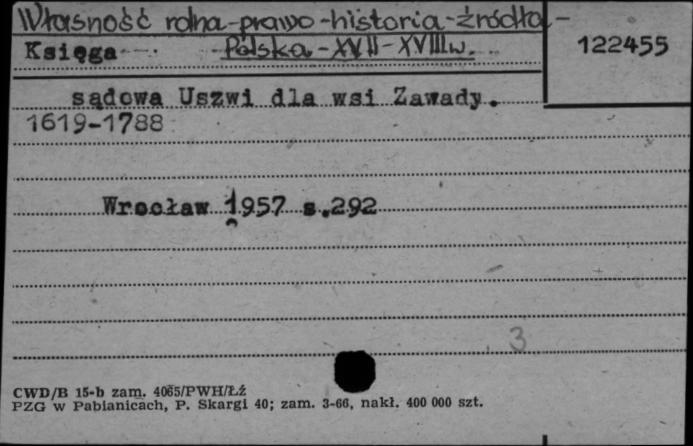 Własność rolna-prawo-historia-źródła-
Księga Polska-XVII-XVIIIw.
122455
sądowa Uszwi dla wsi Zawady.
1619-1788
Wrocław 1957 s.292
3
CWD/B 15-b zam. 4065/PWH/Łź
PZG w Pabianicach, P. Skargi 40; zam. 3-66, nakł. 400 000 szt.